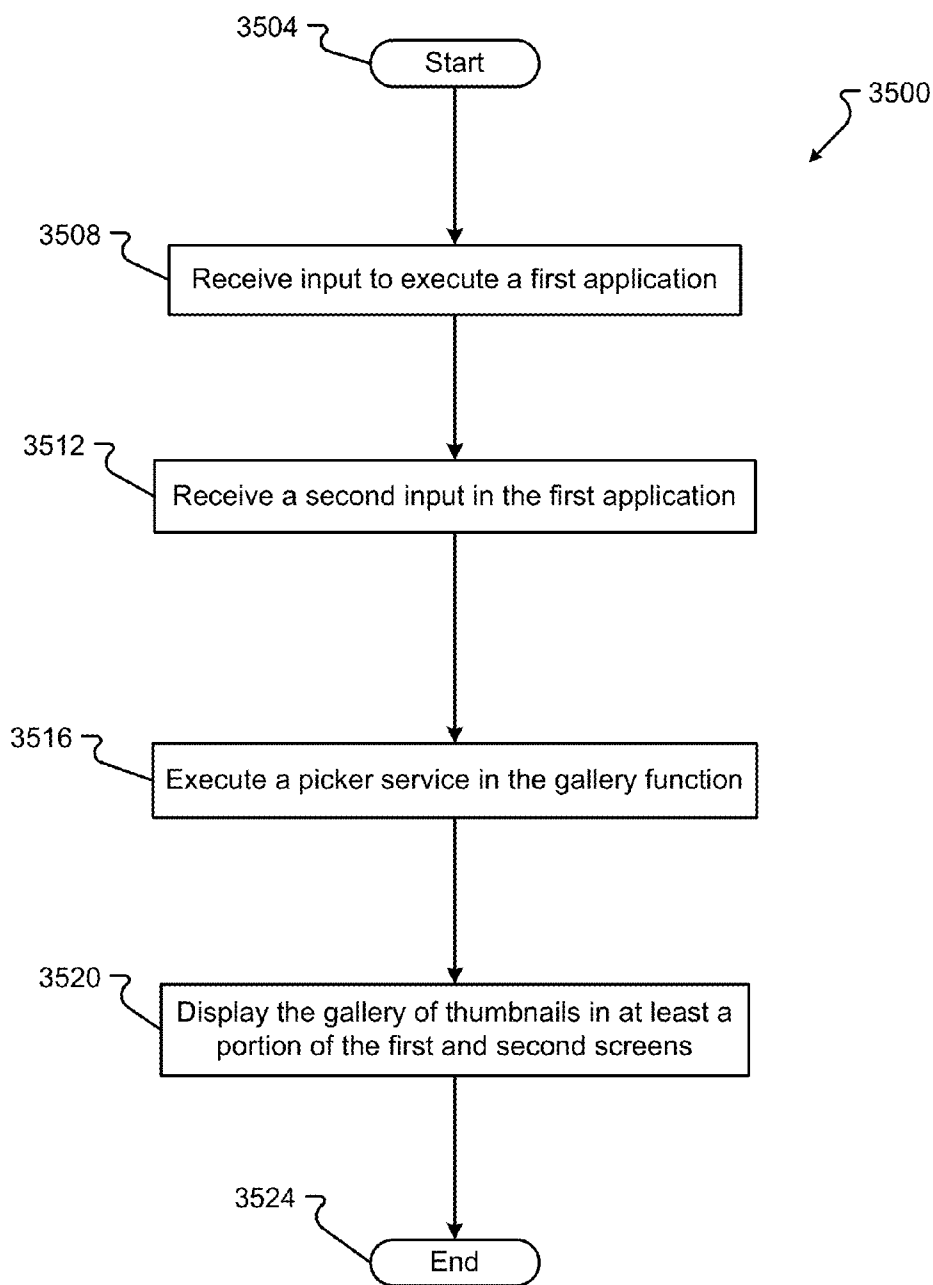 3504
Start
3500
3508
Receive input to execute a first application
3512
Receive a second input in the first application
3516
Execute a picker service in the gallery function
3520
Display the gallery of thumbnails in at least a
portion of the first and second screens
3524
End